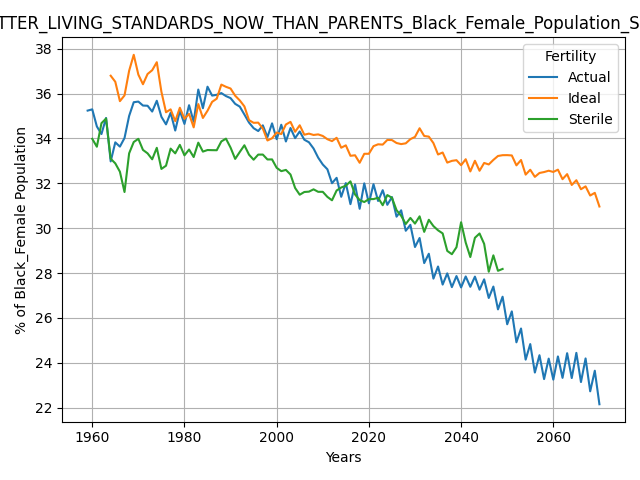 TTER_LIVING_STANDARDS_NOW_THAN_PARENTS_Black_Female_Population_S
38
36
34
32
30
28
26
24
22
% of Black_Female Population
Fertility
Actual
Ideal
Sterile
1960
1980
2000
2020
2040
2060
Years